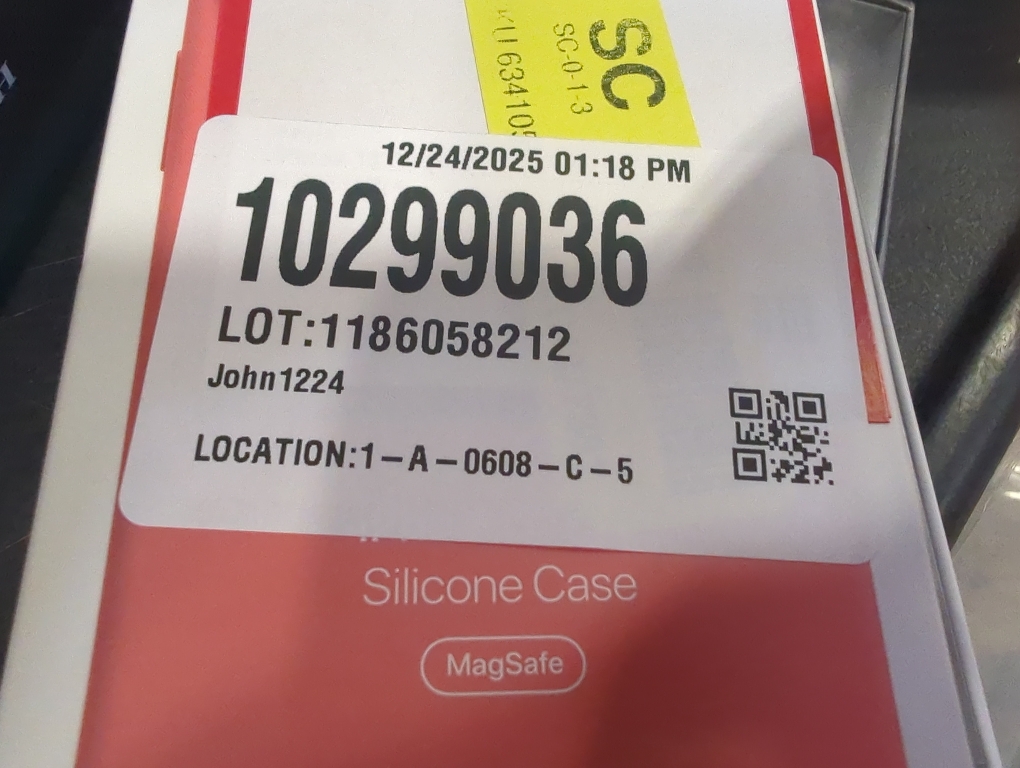 SC
SC-0-1-3
12/24/2025 01:18 PM
10299036
LOT:1186058212
John1224
LOCATION:1-A-0608-C-5
Silicone Case
MagSafe